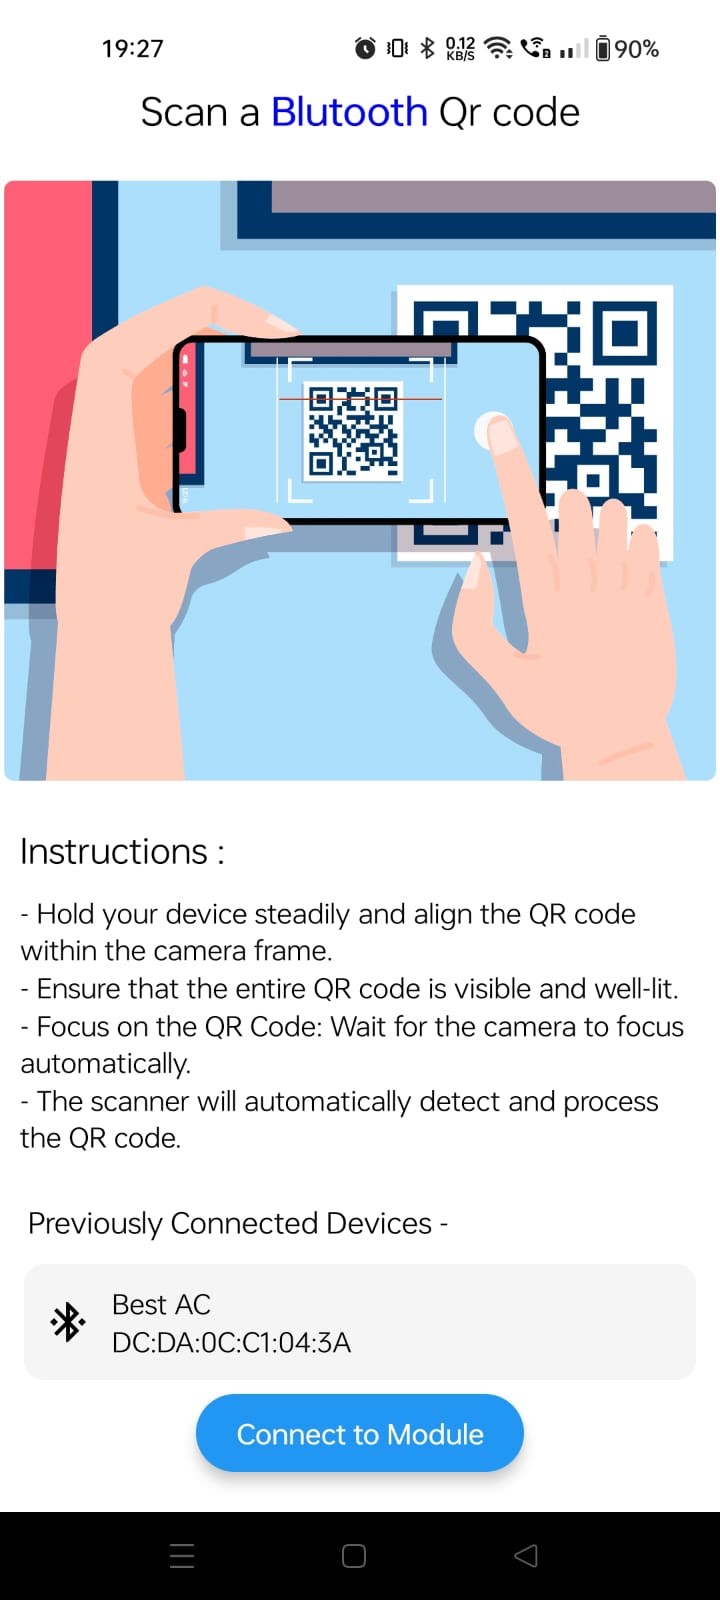 19:27
0.12
KB/S
2
90%
Scan a Blutooth Qr code
Instructions :
- Hold your device steadily and align the QR code
within the camera frame.
- Ensure that the entire QR code is visible and well-lit.
- Focus on the QR Code: Wait for the camera to focus
automatically.
- The scanner will automatically detect and process
the QR code.
Previously Connected Devices -
Best AC
DC:DA:0C:C1:04:3A
Connect to Module